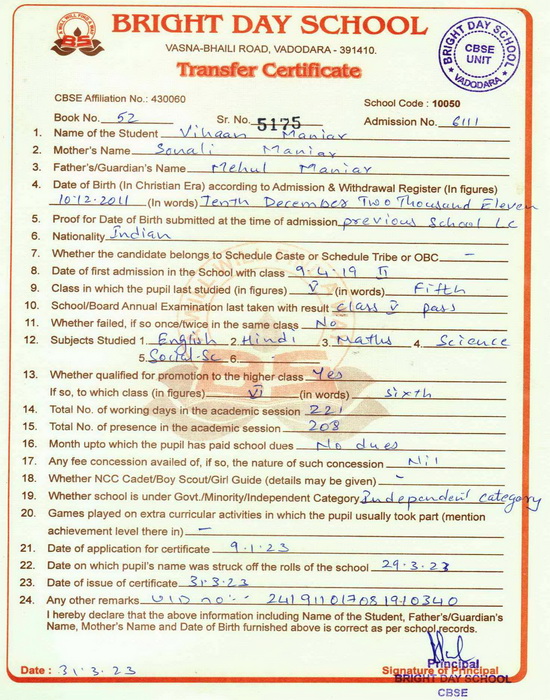 BRIGHT DAY SCHOOL
VASNA-BHAILI ROAD, VADODARA - 391410.
Transfer Certificate
BRIGHT DAY SCHOOL
CBSE
UNIT
VADODARA
BS
CBSE Affiliation No.: 430060
School Code : 10050
Book No. 52 Sr. No. 5175 Admission No. 6111
1. Name of the Student Vihaan Maniar
2. Mother's Name Sonali Maniar
3. Father's/Guardian's Name Mehul Maniar
4. Date of Birth (In Christian Era) according to Admission & Withdrawal Register (In figures)
10.12.2011 (In words) Tenth December Two Thousand Eleven
5. Proof for Date of Birth submitted at the time of admission previous School LC
6. Nationality Indian
7. Whether the candidate belongs to Schedule Caste or Schedule Tribe or OBC –
8. Date of first admission in the School with class 9.4.19 II
9. Class in which the pupil last studied (in figures) V (in words) Fifth
10. School/Board Annual Examination last taken with result class V pass
11. Whether failed, if so once/twice in the same class No
12. Subjects Studied 1. English 2 Hindi 3. Maths 4. Science
5. Social-Sc 6. –
13. Whether qualified for promotion to the higher class Yes
If so, to which class (in figures) VI (in words) sixth
14. Total No. of working days in the academic session 221
15. Total No. of presence in the academic session 208
16. Month upto which the pupil has paid school dues No dues
17. Any fee concession availed of, if so, the nature of such concession Nil
18. Whether NCC Cadet/Boy Scout/Girl Guide (details may be given) –
19. Whether school is under Govt./Minority/Independent Category Independent category
20. Games played on extra curricular activities in which the pupil usually took part (mention
achievement level there in) –
21. Date of application for certificate 9.1.23
22. Date on which pupil's name was struck off the rolls of the school 29.3.23
23. Date of issue of certificate 31.3.23
24. Any other remarks UID no:- 241911017081910340
I hereby declare that the above information including Name of the Student, Father's/Guardian's
Name, Mother's Name and Date of Birth furnished above is correct as per school records.
Date : 31.3.23
Signature of Principal
Principal
BRIGHT DAY SCHOOL
CBSE